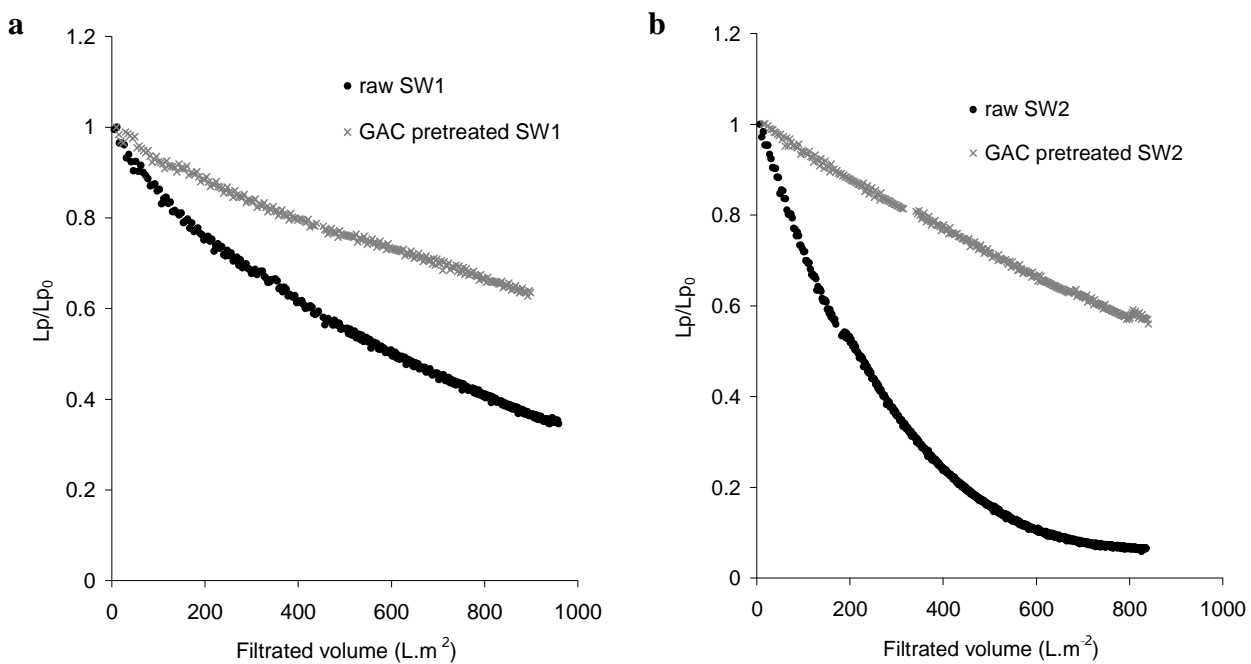 a
1.2
1
0.8
0.6
0.4
0.2
0
Lp/Lp₀
raw SW1
GAC pretreated SW1
0 200 400 600 800 1000
Filtrated volume (L.m²)
b
1.2
1
0.8
0.6
0.4
0.2
0
Lp/Lp₀
raw SW2
GAC pretreated SW2
0 200 400 600 800 1000
Filtrated volume (L.m⁻²)